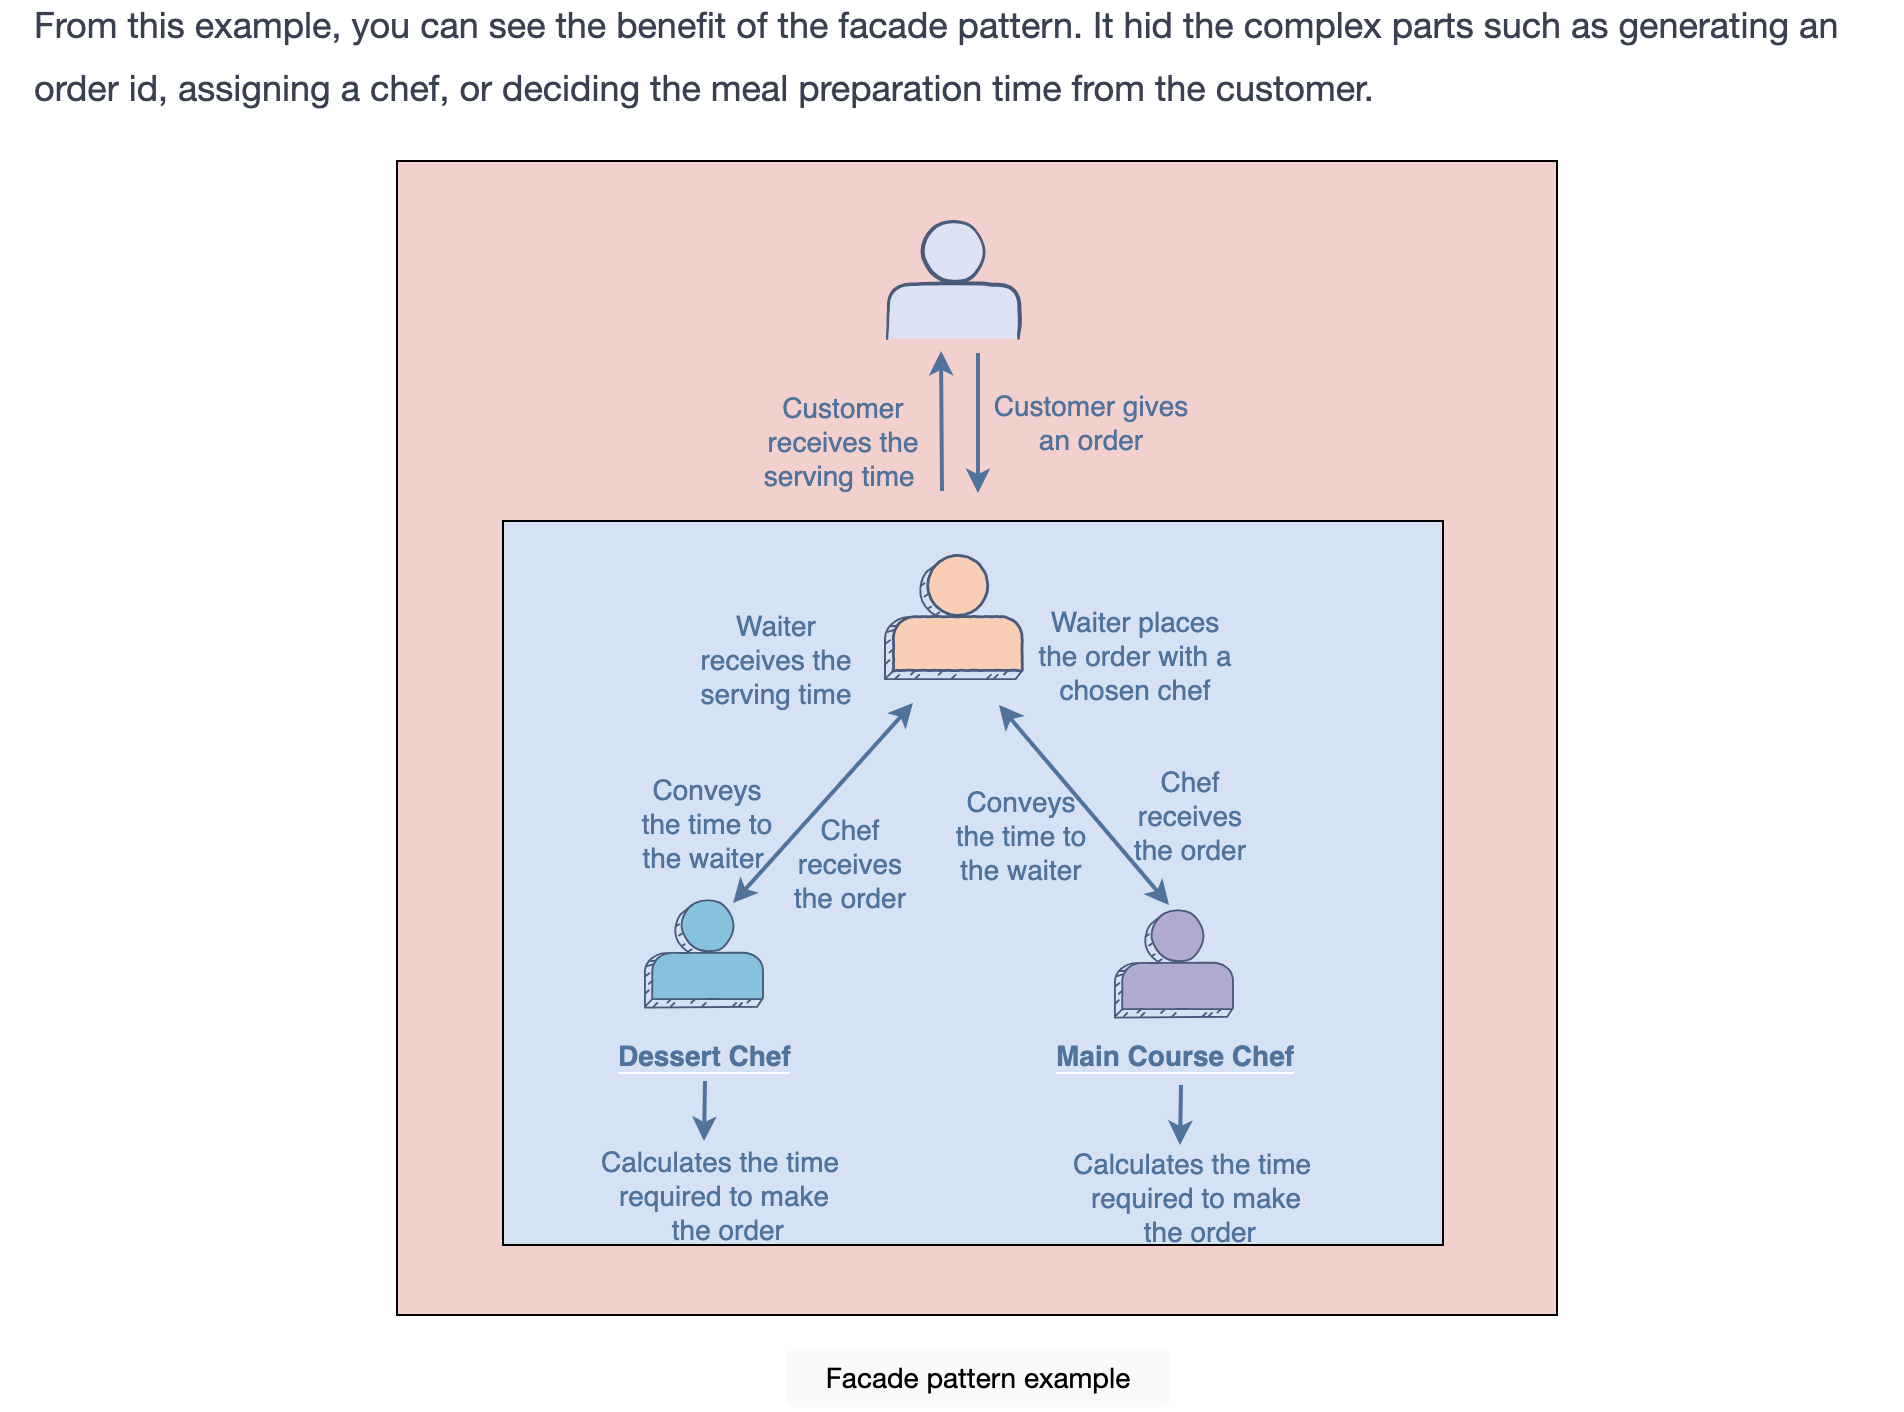 From this example, you can see the benefit of the facade pattern. It hid the complex parts such as generating an
order id, assigning a chef, or deciding the meal preparation time from the customer.
Customer
receives the
serving time
Customer gives
an order
Waiter
receives the
serving time
Waiter places
the order with a
chosen chef
Conveys
the time to
the waiter
Chef
receives
the order
Conveys
the time to
the waiter
Chef
receives
the order
Dessert Chef
Main Course Chef
Calculates the time
required to make
the order
Calculates the time
required to make
the order
Facade pattern example